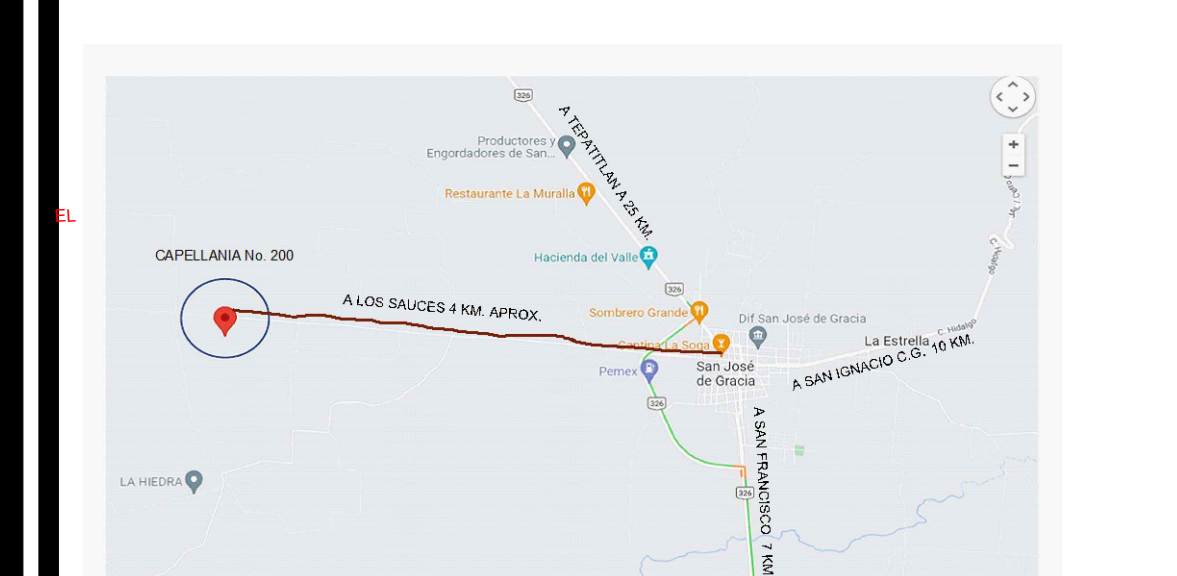 326
A TEPATITLAN A 25 KM.
Productores y
Engordadores de San...
Restaurante La Muralla
EL
C. Hidalgo
CAPELLANIA No. 200
Hacienda del Valle
326
A LOS SAUCES 4 KM. APROX.
Sombrero Grande
Dif San José de Gracia
C. Hidalgo
Cantina La Soga
La Estrella
A SAN IGNACIO C.G. 10 KM.
Pemex
San José
de Gracia
326
A SAN FRANCISCO 7 KM
LA HIEDRA
326